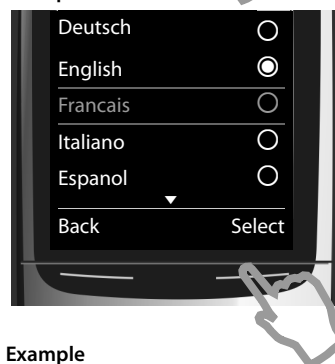 Deutsch
English
Francais
Italiano
Espanol
Back Select
Example